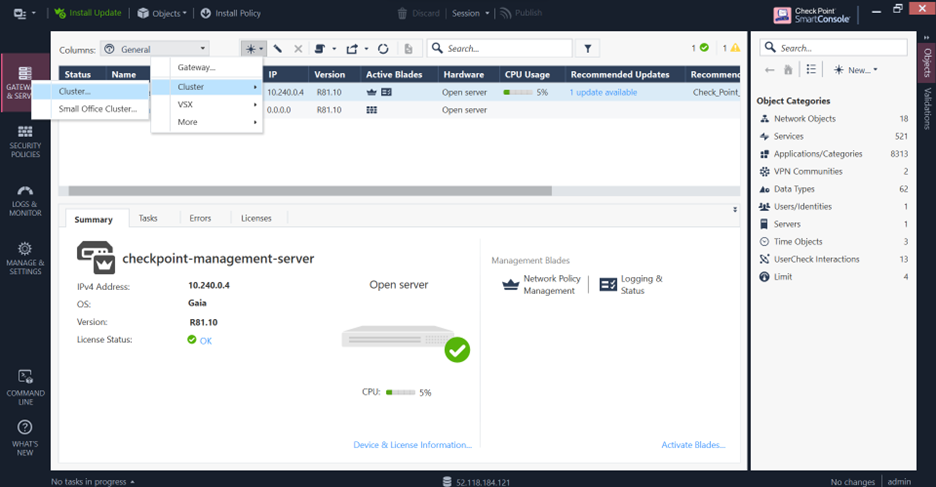 Install Update
Objects
Install Policy
Discard
Session
Publish
Check Point
SmartConsole
Columns:
General
Search...
1
1
Status
Name
IP
Version
Active Blades
Hardware
CPU Usage
Recommended Updates
Recommen
10.240.0.4
R81.10
Open server
5%
1 update available
Check_Point_
0.0.0.0
R81.10
Open server
Gateway...
Cluster
VSX
More
Cluster...
Small Office Cluster...
GATEWA
& SERVE
SECURITY
POLICIES
LOGS &
MONITOR
MANAGE &
SETTINGS
COMMAND
LINE
WHAT'S
NEW
Summary
Tasks
Errors
Licenses
checkpoint-management-server
IPv4 Address:
10.240.0.4
OS:
Gaia
Version:
R81.10
License Status:
OK
Open server
CPU:
5%
Device & License Information...
Management Blades
Network Policy
Management
Logging &
Status
Activate Blades...
Search...
New...
Object Categories
Network Objects 18
Services 521
Applications/Categories 8313
VPN Communities 2
Data Types 62
Users/Identities 1
Servers 1
Time Objects 3
UserCheck Interactions 13
Limit 4
Objects
Validations
No tasks in progress
52.118.184.121
No changes
admin